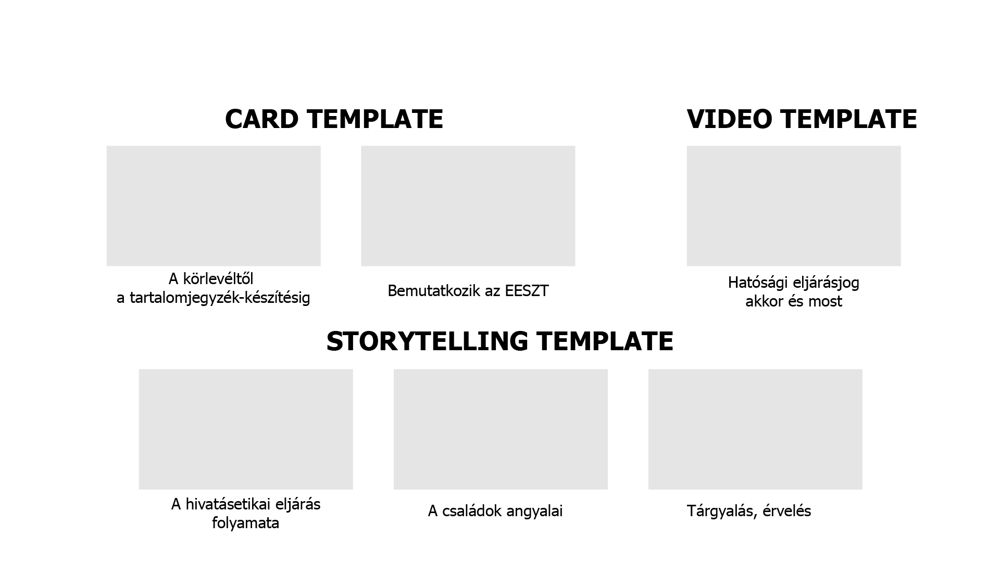 CARD TEMPLATE
VIDEO TEMPLATE
A körlevéltől
a tartalomjegyzék-készítésig
Bemutatkozik az EESZT
Hatósági eljárásjog
akkor és most
STORYTELLING TEMPLATE
A hivatásetikai eljárás
folyamata
A családok angyalai
Tárgyalás, érvelés